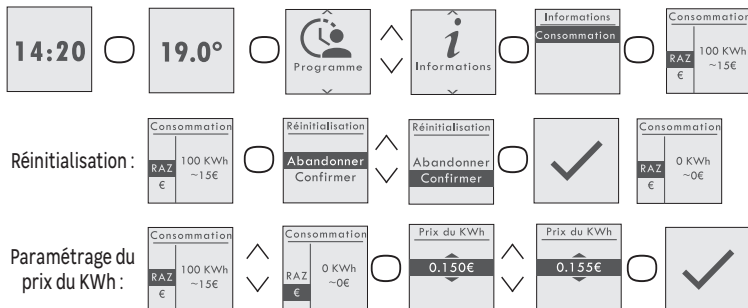 14:20
19.0°
Programme
Informations
Informations
Consommation
Consommation
RAZ
€
100 KWh
~15€
Réinitialisation :
Consommation
RAZ
€
100 KWh
~15€
Réinitialisation
Abandonner
Confirmer
Réinitialisation
Abandonner
Confirmer
Consommation
RAZ
€
0 KWh
~0€
Paramétrage du
prix du KWh :
Consommation
RAZ
€
100 KWh
~15€
Consommation
RAZ
€
0 KWh
~0€
Prix du KWh
0.150€
Prix du KWh
0.155€